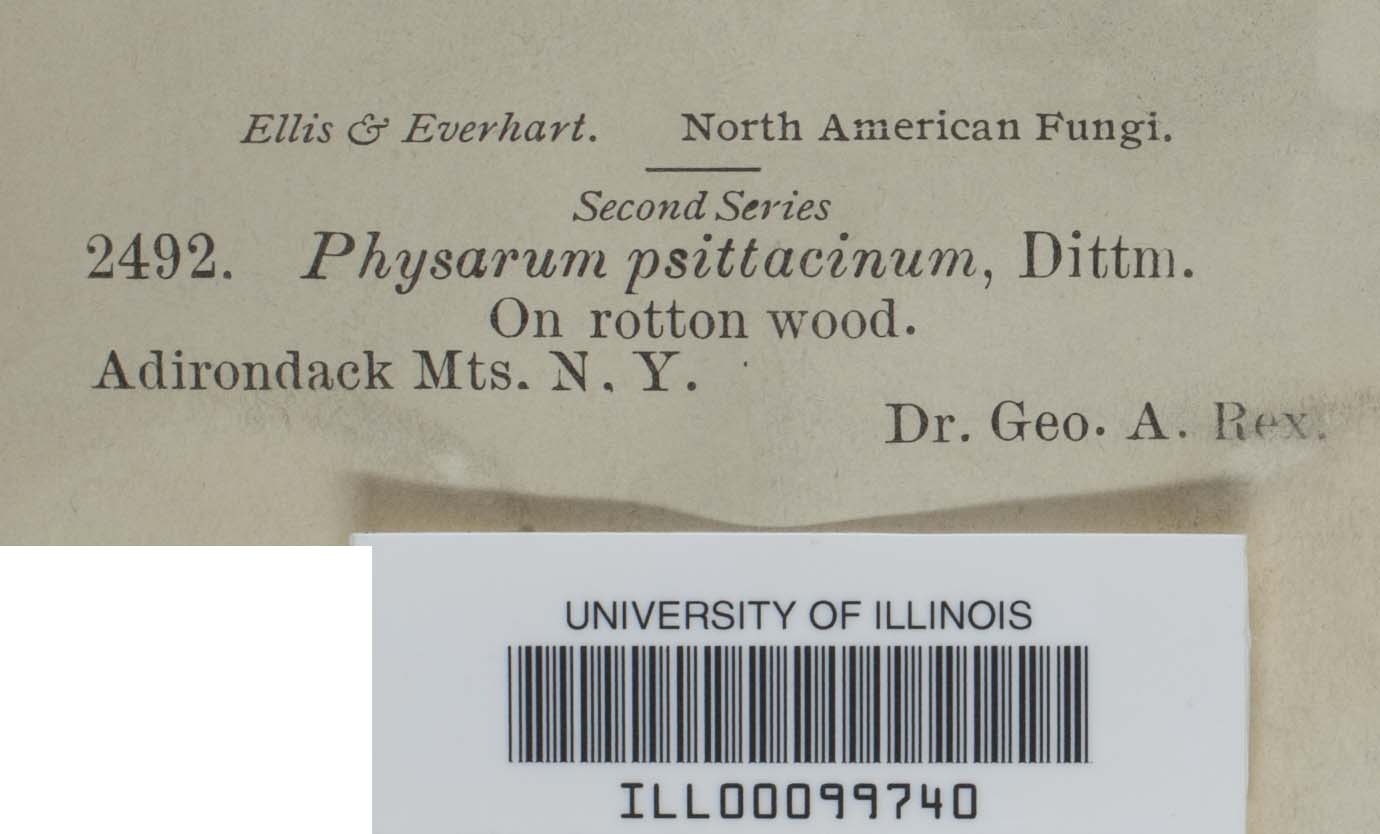 Ellis & Everhart. North American Fungi.
Second Series
2492. Physarum psittacinum, Dittm.
On rotton wood.
Adirondack Mts. N. Y.
Dr. Geo. A. Rex.
UNIVERSITY OF ILLINOIS
ILL00099740